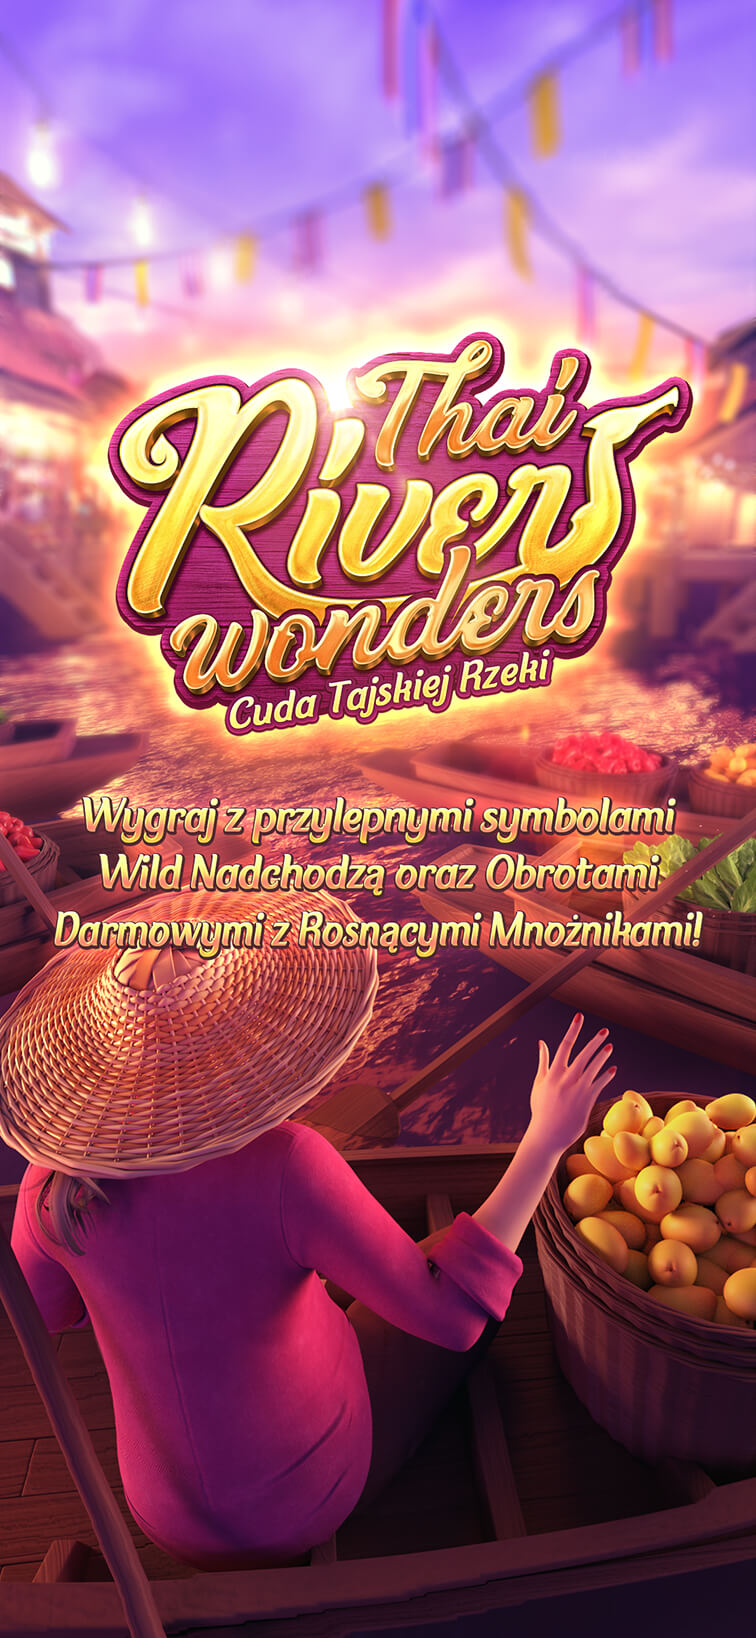 Thai
River
wonders
Cuda Tajskiej Rzeki
Wygraj z przylepnymi symbolami
Wild Nadchodzą oraz Obrotami
Darmowymi z Rosnącymi Mnożnikami!